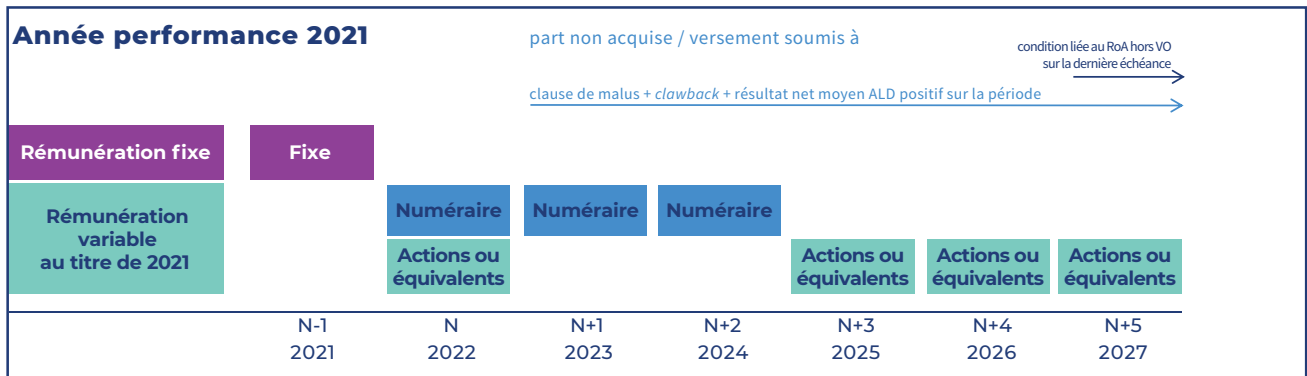 Année performance 2021
part non acquise / versement soumis à
condition liée au RoA hors VO
sur la dernière échéance
clause de malus + clawback + résultat net moyen ALD positif sur la période
Rémunération fixe
Fixe
Rémunération
variable
au titre de 2021
Numéraire
Numéraire
Numéraire
Actions ou
équivalents
Actions ou
équivalents
Actions ou
équivalents
Actions ou
équivalents
N-1
N
N+1
N+2
N+3
N+4
N+5
2021
2022
2023
2024
2025
2026
2027